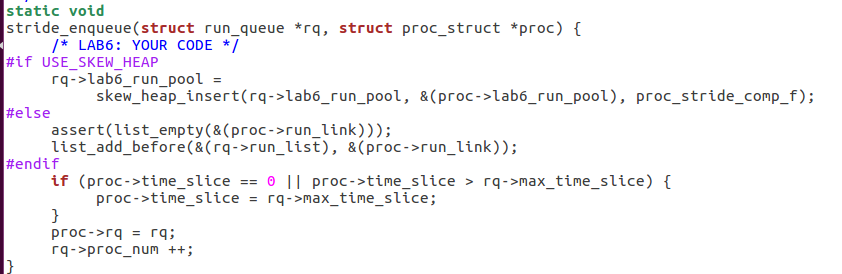 static void
stride_enqueue(struct run_queue *rq, struct proc_struct *proc) {
     /* LAB6: YOUR CODE */
#if USE_SKEW_HEAP
     rq->lab6_run_pool =
          skew_heap_insert(rq->lab6_run_pool, &(proc->lab6_run_pool), proc_stride_comp_f);
#else
     assert(list_empty(&(proc->run_link)));
     list_add_before(&(rq->run_list), &(proc->run_link));
#endif
     if (proc->time_slice == 0 || proc->time_slice > rq->max_time_slice) {
          proc->time_slice = rq->max_time_slice;
     }
     proc->rq = rq;
     rq->proc_num ++;
}